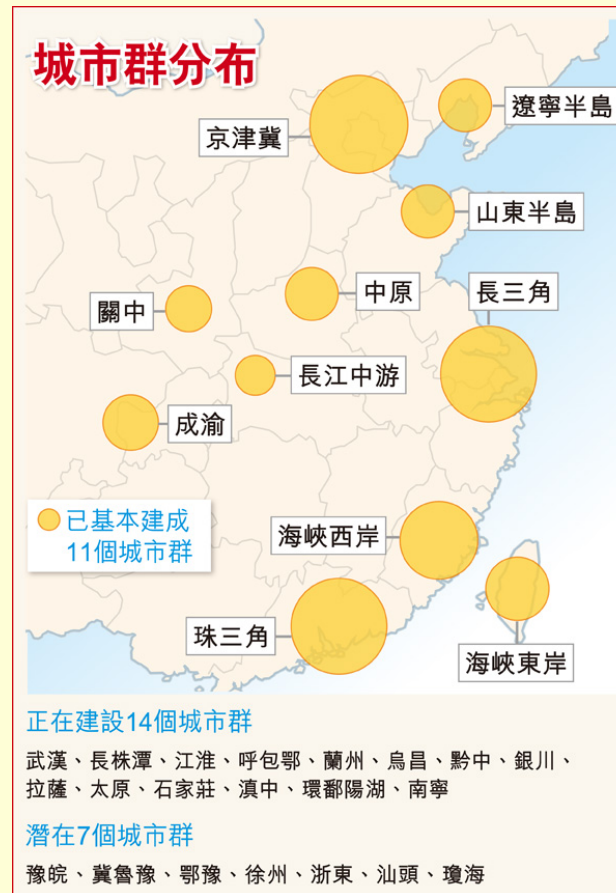 城市群分布
遼寧半島
京津冀
山東半島
中原
長三角
關中
長江中游
成渝
已基本建成
11個城市群
海峽西岸
珠三角
海峽東岸
正在建設14個城市群
武漢、長株潭、江淮、呼包鄂、蘭州、烏昌、黔中、銀川、
拉薩、太原、石家莊、滇中、環鄱陽湖、南寧
潛在7個城市群
豫皖、冀魯豫、鄂豫、徐州、浙東、汕頭、瓊海